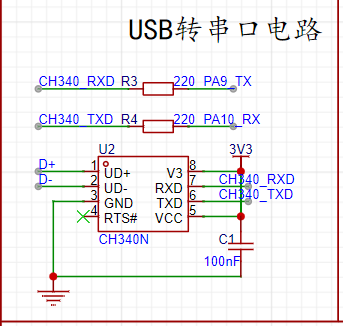 USB转串口电路
CH340_RXD R3 220 PA9_TX
CH340_TXD R4 220 PA10_RX
U2 3V3
D+ 1 UD+ V3 8 CH340_RXD
D- 2 UD- RXD 7 CH340_TXD
3 GND TXD 6
4 RTS# VCC 5
CH340N C1
100nF